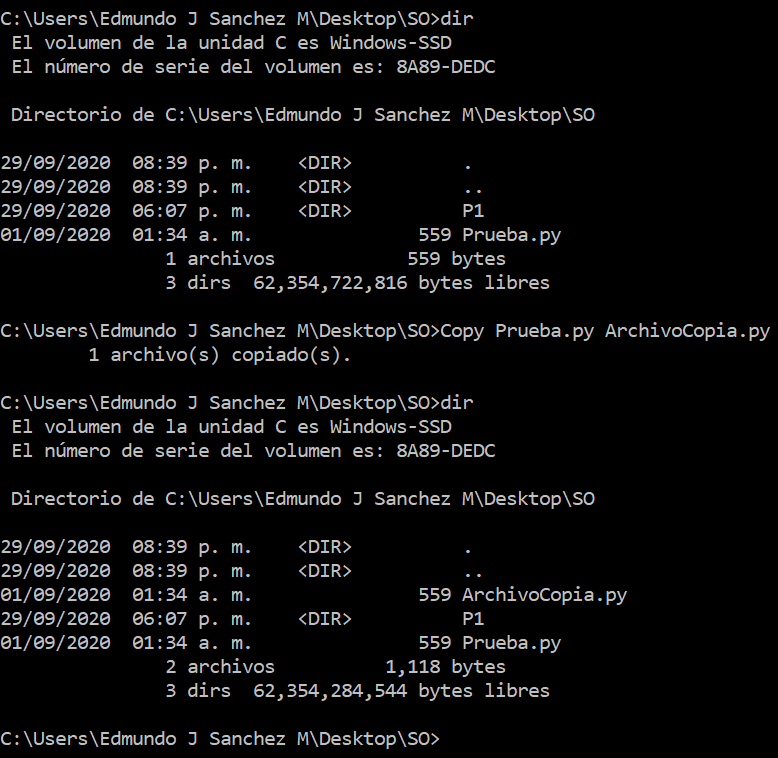 C:\Users\Edmundo J Sanchez M\Desktop\SO>dir
 El volumen de la unidad C es Windows-SSD
 El número de serie del volumen es: 8A89-DEDC

 Directorio de C:\Users\Edmundo J Sanchez M\Desktop\SO

29/09/2020  08:39 p. m.    <DIR>          .
29/09/2020  08:39 p. m.    <DIR>          ..
29/09/2020  06:07 p. m.    <DIR>          P1
01/09/2020  01:34 a. m.               559 Prueba.py
               1 archivos            559 bytes
               3 dirs  62,354,722,816 bytes libres

C:\Users\Edmundo J Sanchez M\Desktop\SO>Copy Prueba.py ArchivoCopia.py
        1 archivo(s) copiado(s).

C:\Users\Edmundo J Sanchez M\Desktop\SO>dir
 El volumen de la unidad C es Windows-SSD
 El número de serie del volumen es: 8A89-DEDC

 Directorio de C:\Users\Edmundo J Sanchez M\Desktop\SO

29/09/2020  08:39 p. m.    <DIR>          .
29/09/2020  08:39 p. m.    <DIR>          ..
01/09/2020  01:34 a. m.               559 ArchivoCopia.py
29/09/2020  06:07 p. m.    <DIR>          P1
01/09/2020  01:34 a. m.               559 Prueba.py
               2 archivos          1,118 bytes
               3 dirs  62,354,284,544 bytes libres

C:\Users\Edmundo J Sanchez M\Desktop\SO>